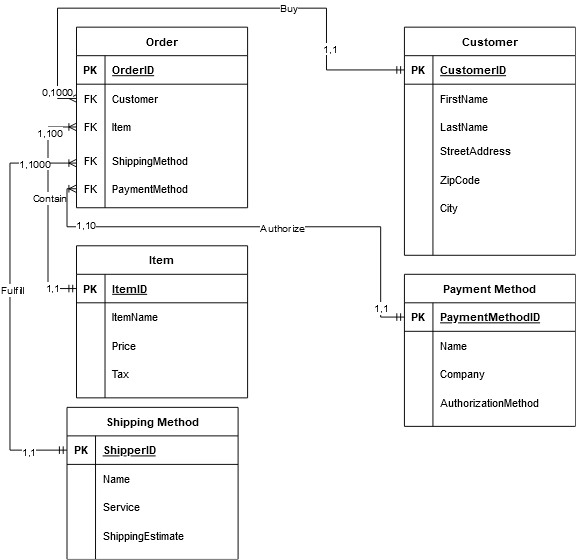 Buy
Order
Customer
1,1
PK OrderID
PK CustomerID
0,1000
FK Customer
FirstName
1,100
FK Item
LastName
StreetAddress
1,1000
FK ShippingMethod
ZipCode
FK PaymentMethod
Contain
City
1,10
Authorize
Item
Fulfill
1,1
PK ItemID
Payment Method
1,1
PK PaymentMethodID
ItemName
Name
Price
Company
Tax
AuthorizationMethod
Shipping Method
1,1
PK ShipperID
Name
Service
ShippingEstimate